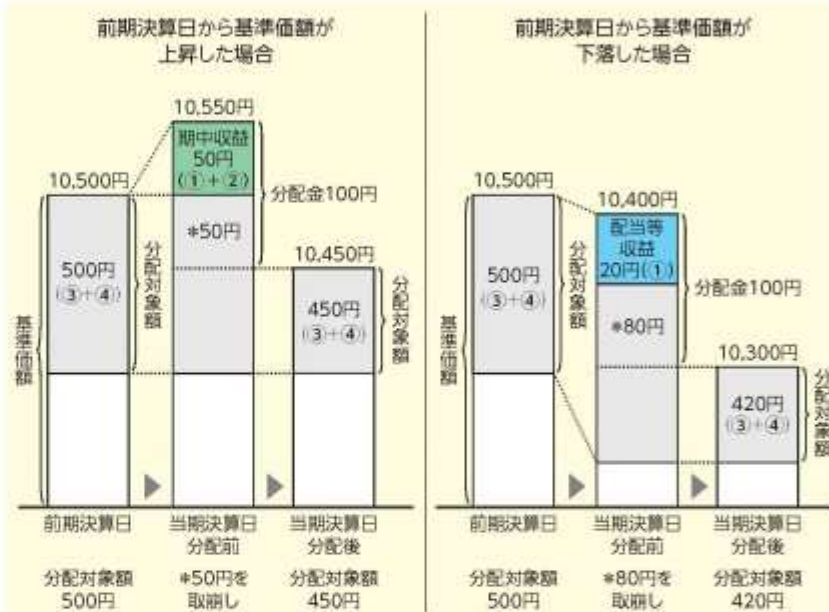 前期決算日から基準価額が
上昇した場合
10,550円
期中収益
50円
(①+②)
10,500円
分配金100円
*50円
10,450円
500円
(③+④)
分配対象額
450円
(③+④)
分配対象額
基準価額
前期決算日
当期決算日
分配前
当期決算日
分配後
分配対象額
500円
*50円を
取崩し
分配対象額
450円
前期決算日から基準価額が
下落した場合
10,500円
10,400円
配当等
収益
20円(①)
分配金100円
500円
(③+④)
分配対象額
*80円
10,300円
420円
(③+④)
分配対象額
基準価額
前期決算日
当期決算日
分配前
当期決算日
分配後
分配対象額
500円
*80円を
取崩し
分配対象額
420円